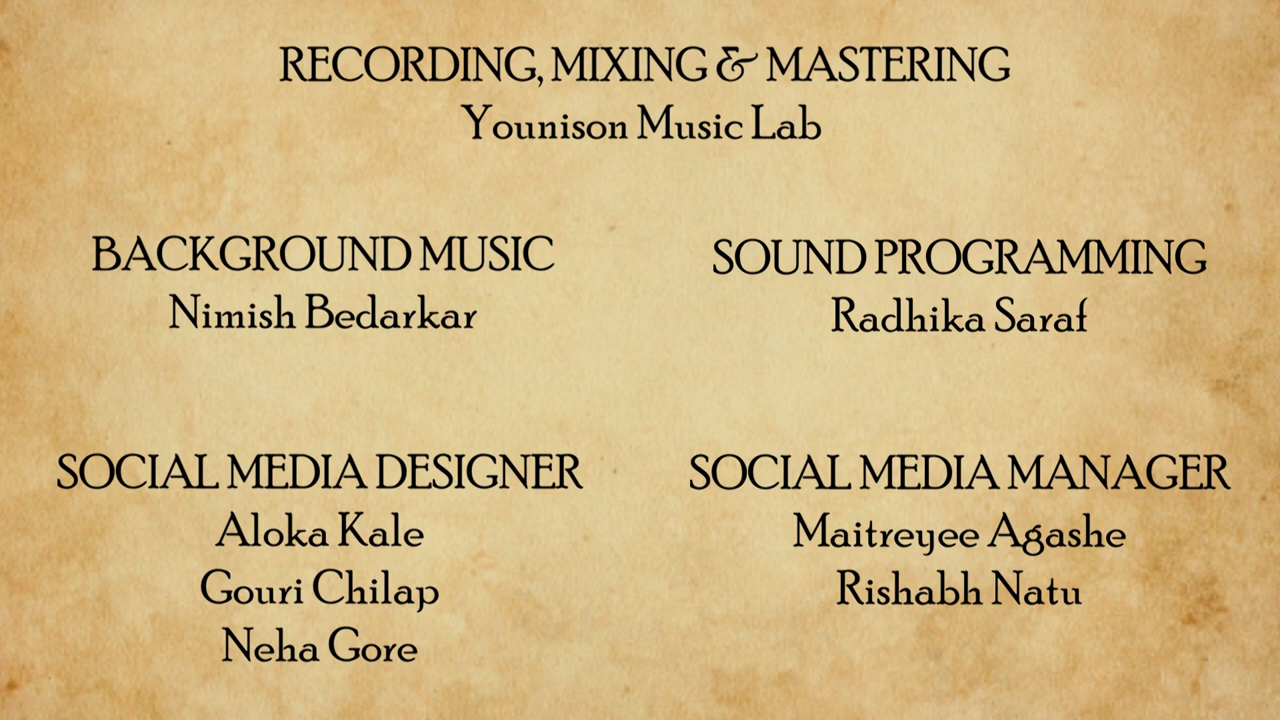 RECORDING, MIXING & MASTERING
Younison Music Lab
BACKGROUND MUSIC
Nimish Bedarkar
SOUND PROGRAMMING
Radhika Saraf
SOCIAL MEDIA DESIGNER
Aloka Kale
Gouri Chilap
Neha Gore
SOCIAL MEDIA MANAGER
Maitreyee Agashe
Rishabh Natu